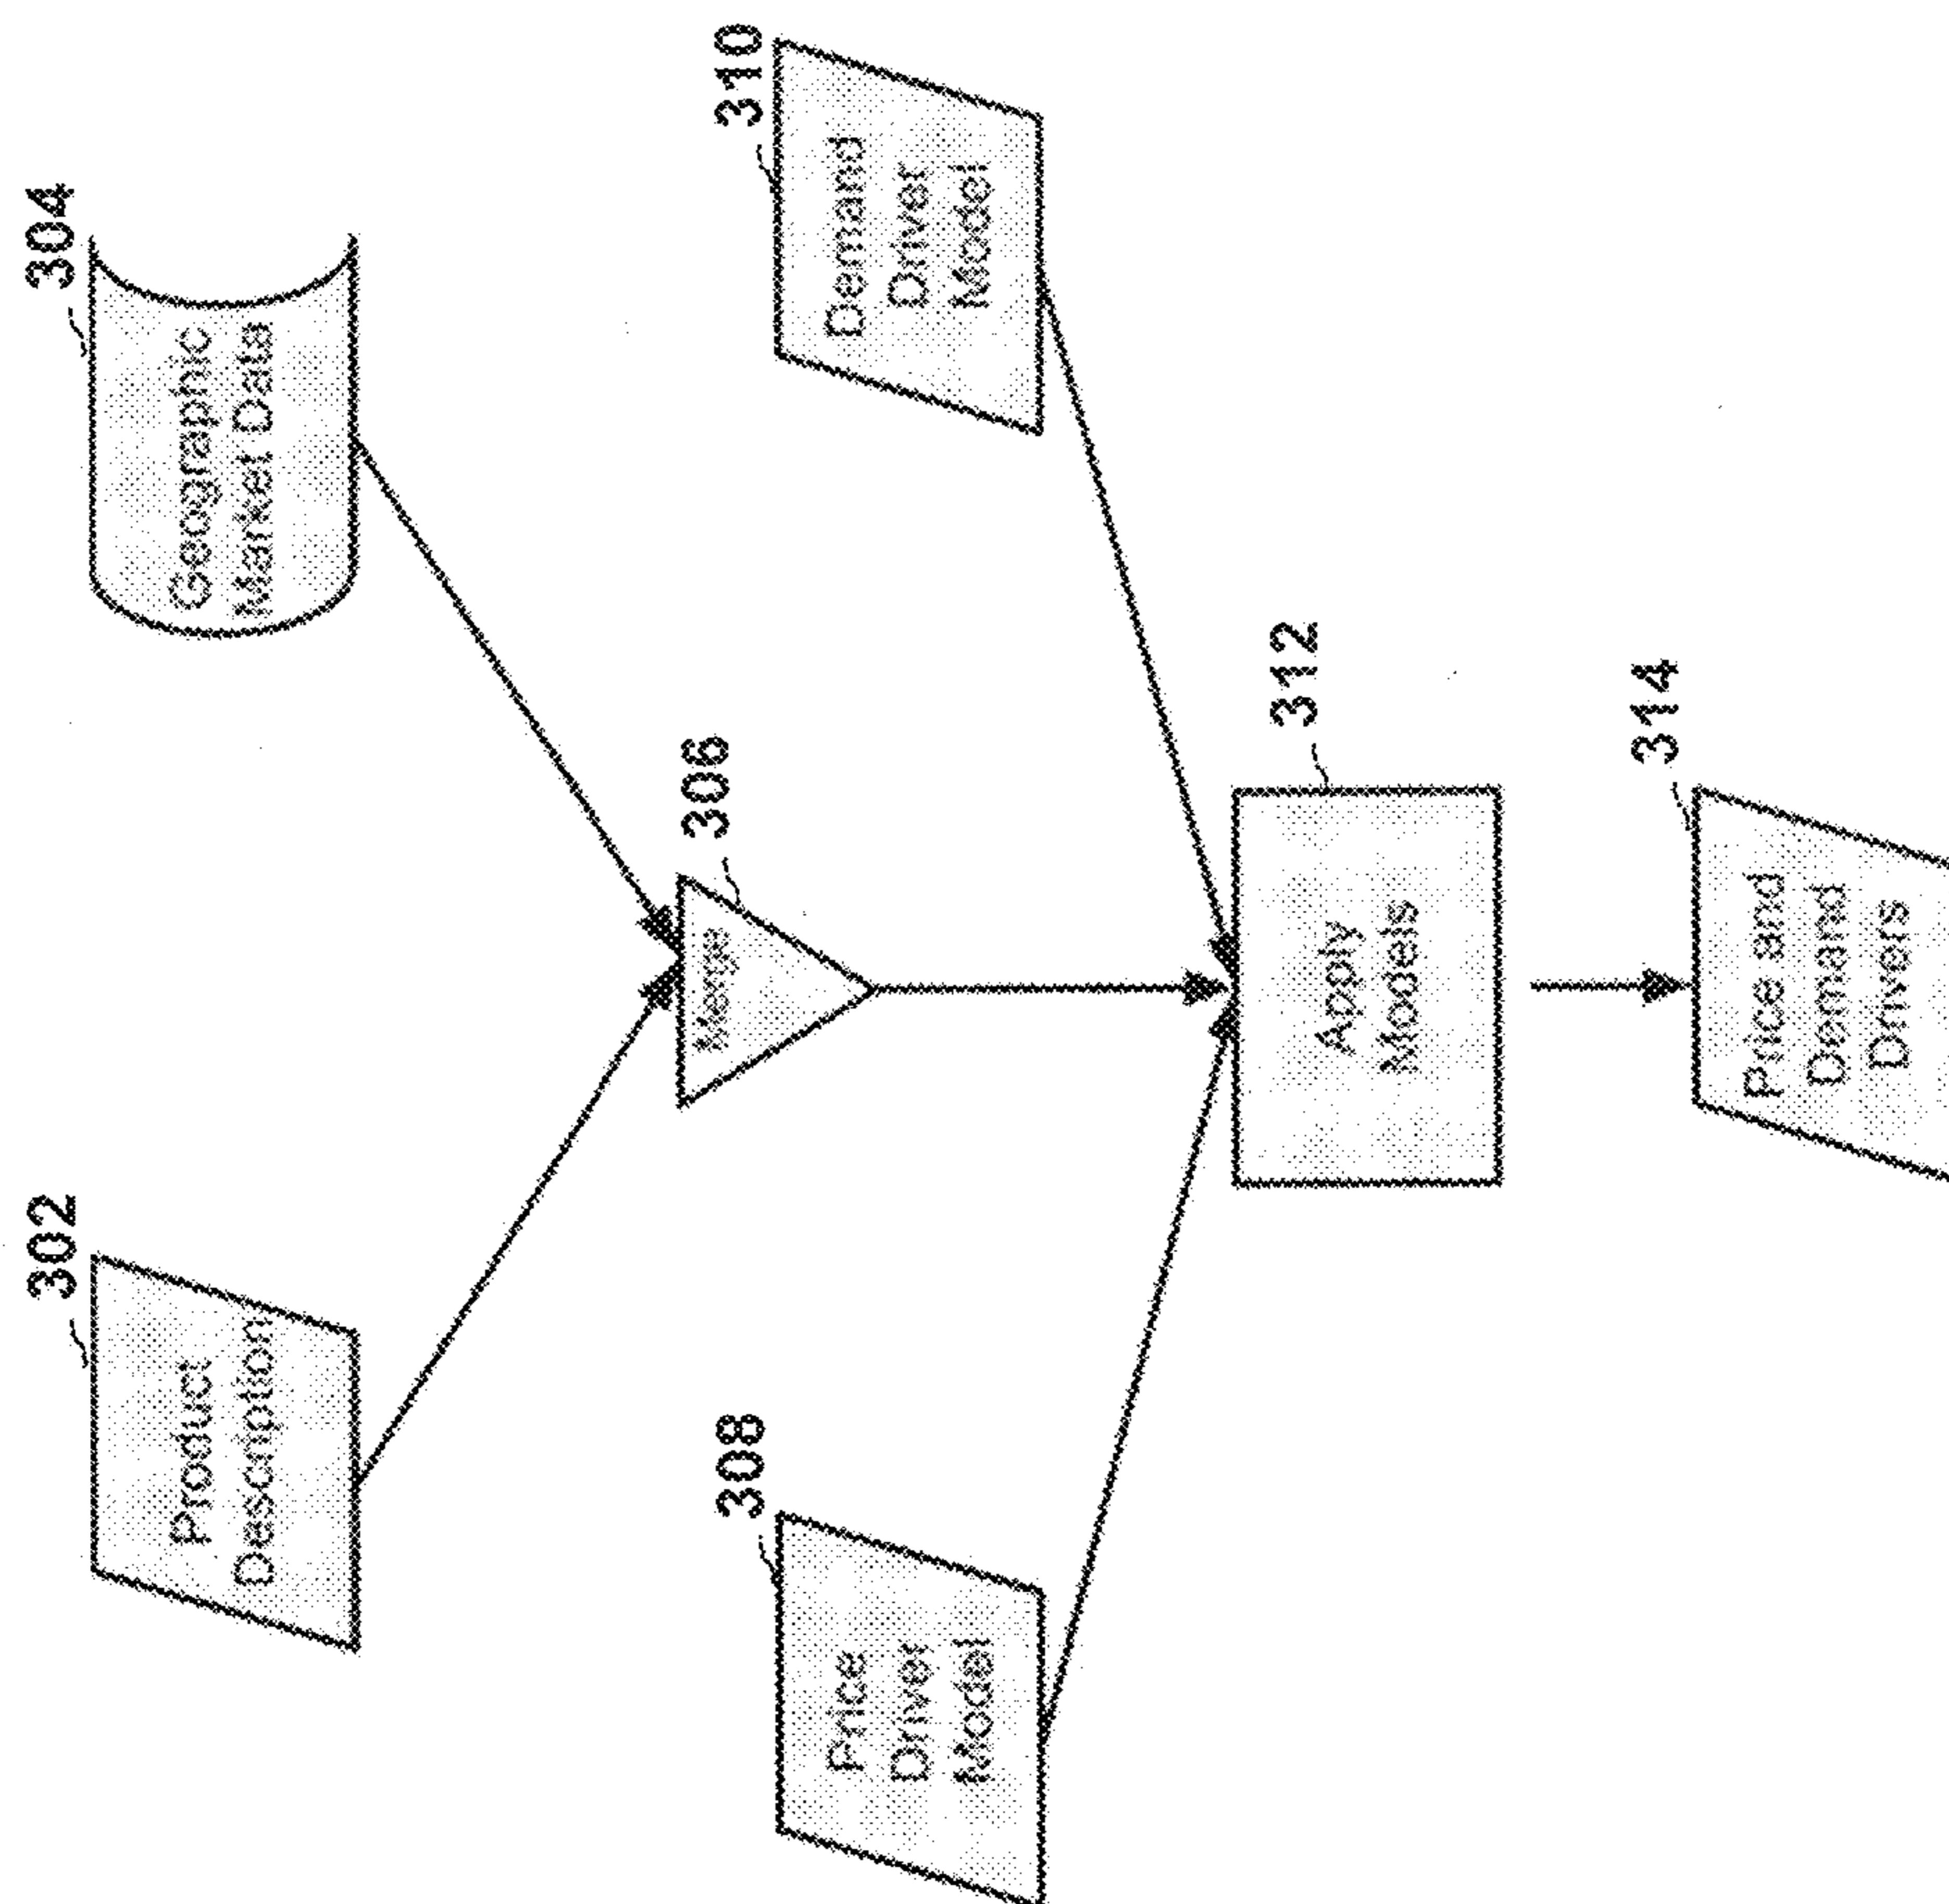 302
Product
Description
304
Geographic
Market Data
306
Merge
308
Price
Driver
Model
310
Demand
Driver
Model
312
Apply
Models
314
Price and
Demand
Drivers